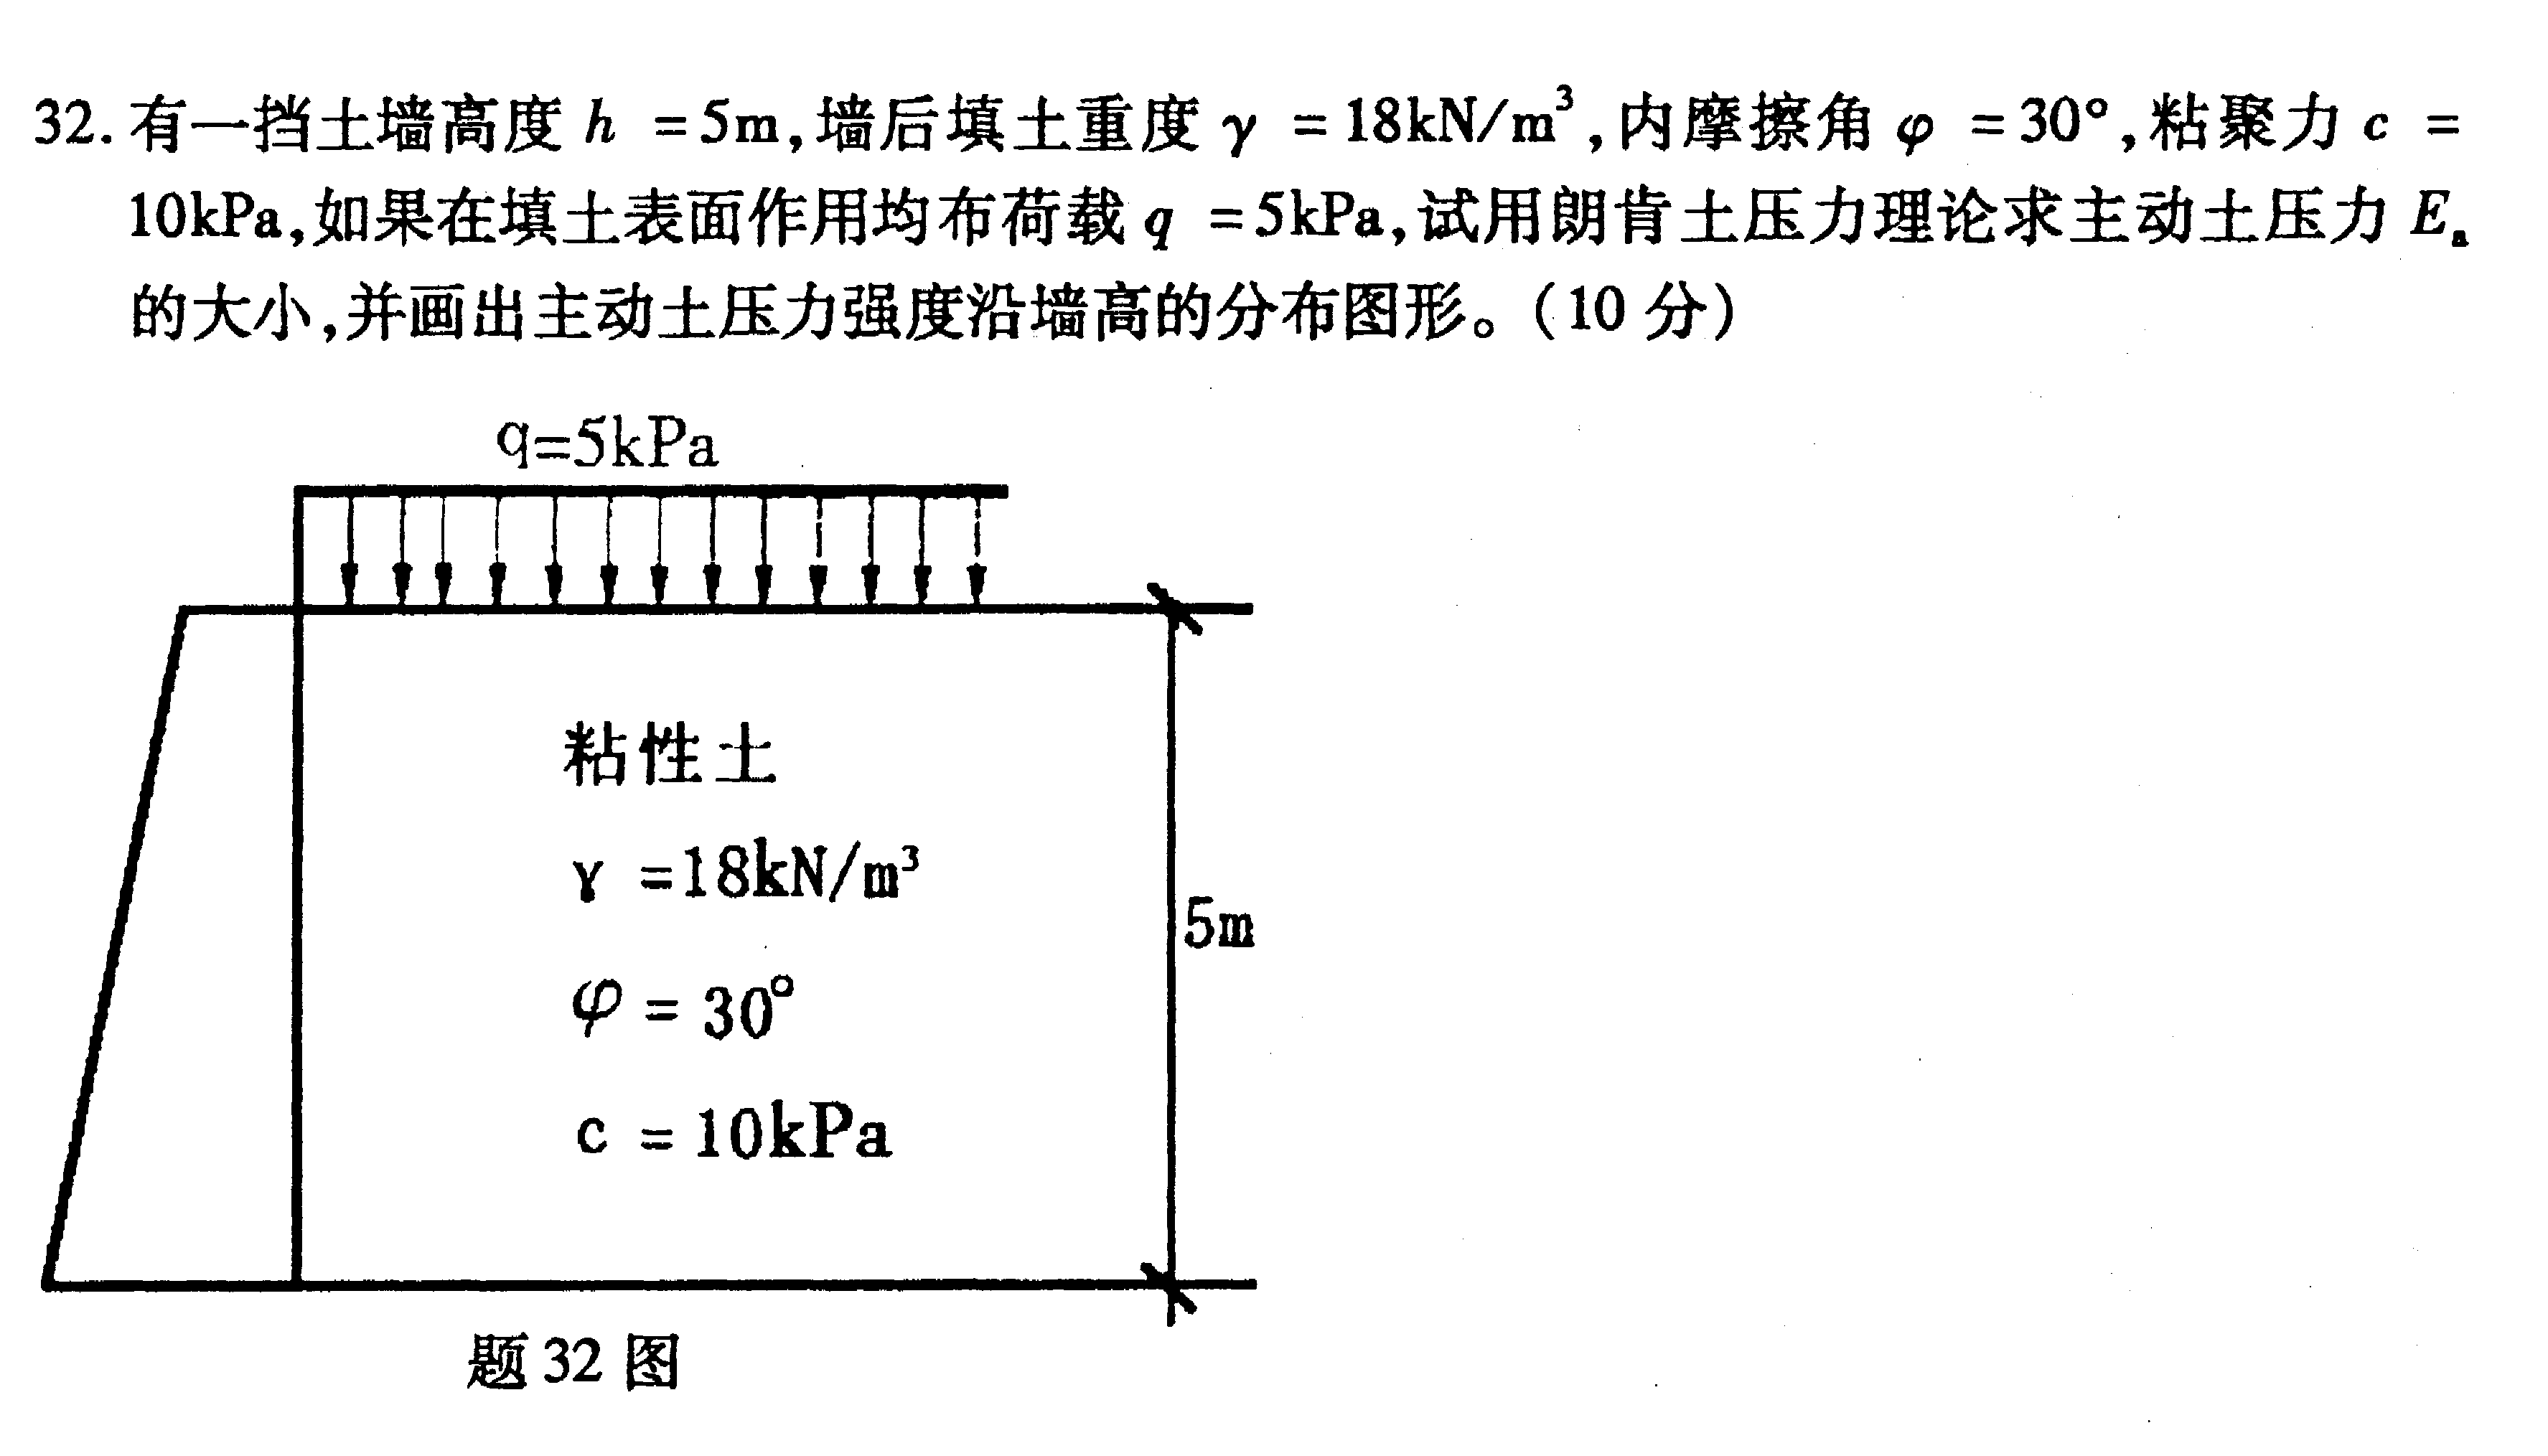 32. 有一挡土墙高度 h = 5m,墙后填土重度 γ = 18kN/m³,内摩擦角 φ = 30°,粘聚力 c =
10kPa,如果在填土表面作用均布荷载 q = 5kPa,试用朗肯土压力理论求主动土压力 Eₐ
的大小,并画出主动土压力强度沿墙高的分布图形。(10 分)
q=5kPa
粘性土
γ =18kN/m³
5m
φ = 30°
c = 10kPa
题 32 图